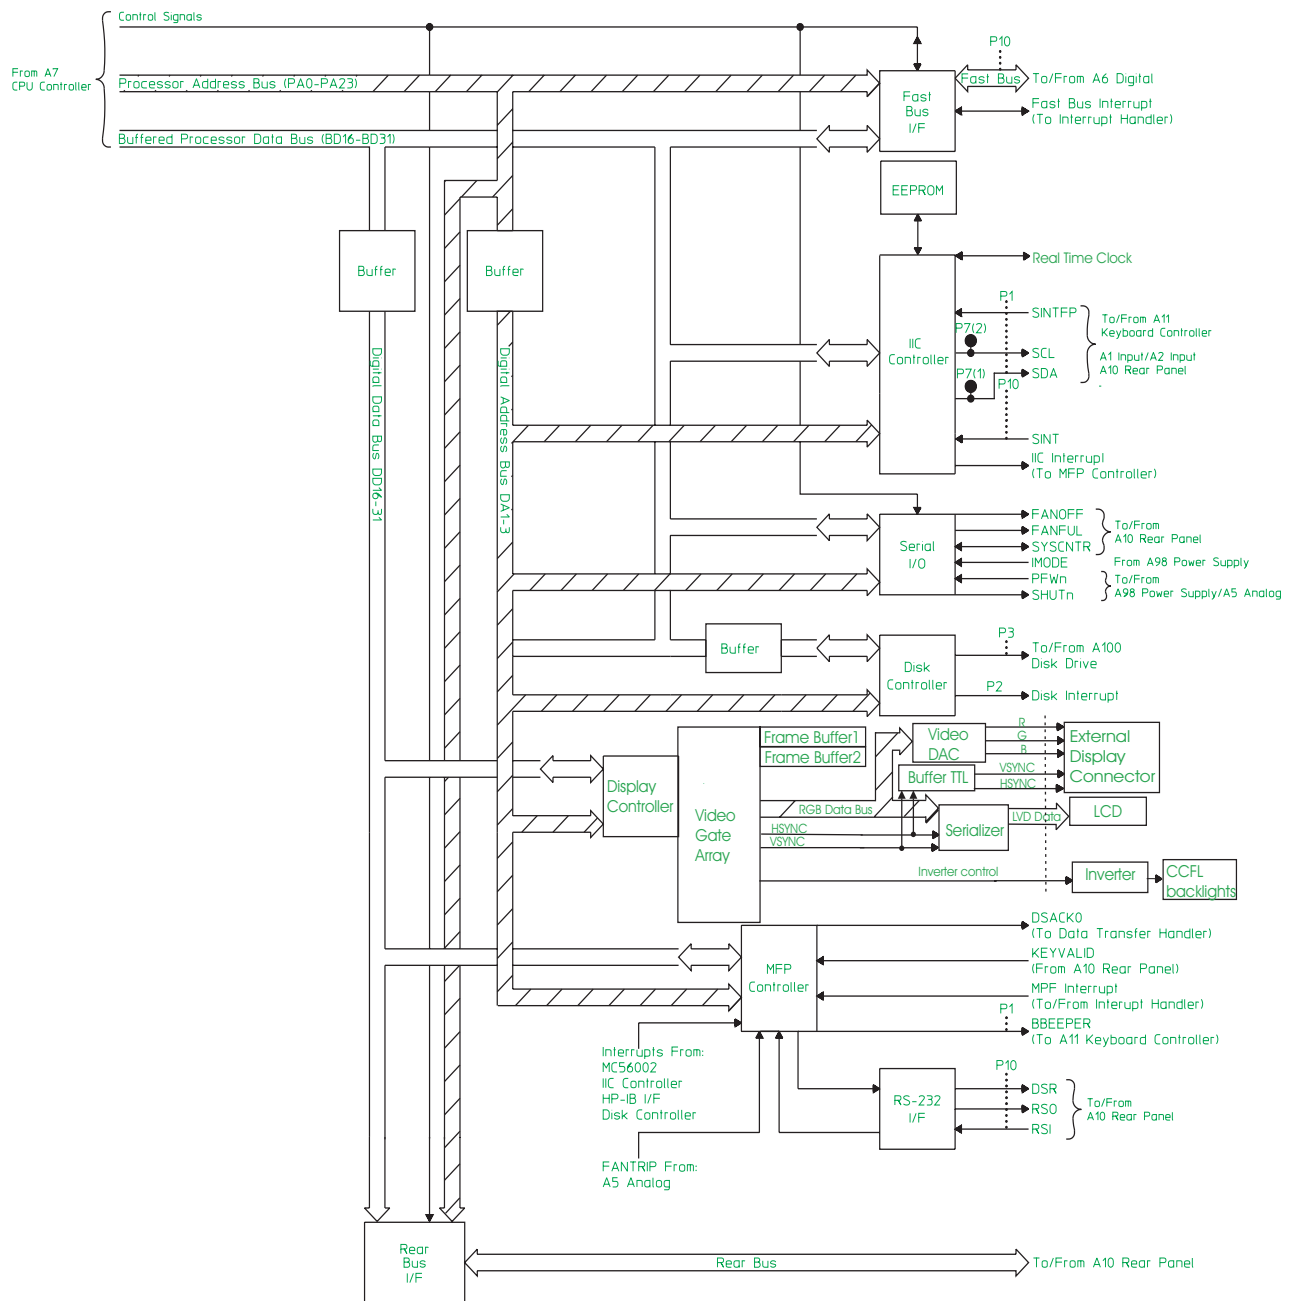 Control Signals
From A7
CPU Controller
Processor Address Bus (PA0-PA23)
Buffered Processor Data Bus (BD16-BD31)
P10
Fast Bus
To/From A6 Digital
Fast
Bus
I/F
Fast Bus Interrupt
(To Interrupt Handler)
EEPROM
Buffer
Buffer
Real Time Clock
P1
SINTFP
To/From A11
Keyboard Controller
P7(2)
IIC
Controller
SCL
A1 Input/A2 Input
A10 Rear Panel
P7(1)
SDA
P10
SINT
IIC Interrupl
(To MFP Controller)
Digital Data Bus DD16-31
Digital Address Bus DA1-3
FANOFF
FANFUL
To/From
A10 Rear Panel
Serial
I/O
SYSCNTR
IMODE
From A98 Power Supply
PFWn
To/From
A98 Power Supply/A5 Analog
SHUTn
Buffer
P3
To/From A100
Disk Drive
Disk
Controller
P2
Disk Interrupt
Frame Buffer1
Frame Buffer2
Video
DAC
R
G
B
External
Display
Connector
Buffer TTL
VSYNC
HSYNC
Display
Controller
Video
Gate
Array
RGB Data Bus
HSYNC
VSYNC
Serializer
LVD Data
LCD
Inverter control
Inverter
CCFL
backlights
DSACK0
(To Data Transfer Handler)
MFP
Controller
KEYVALID
(From A10 Rear Panel)
MPF Interrupt
(To/From Interupt Handler)
P1
BBEEPER
(To A11 Keyboard Controller)
Interrupts From:
MC56002
IIC Controller
HP-IB I/F
Disk Controller
P10
RS-232
I/F
DSR
RSO
RSI
To/From
A10 Rear Panel
FANTRIP From:
A5 Analog
Rear
Bus
I/F
Rear Bus
To/From A10 Rear Panel